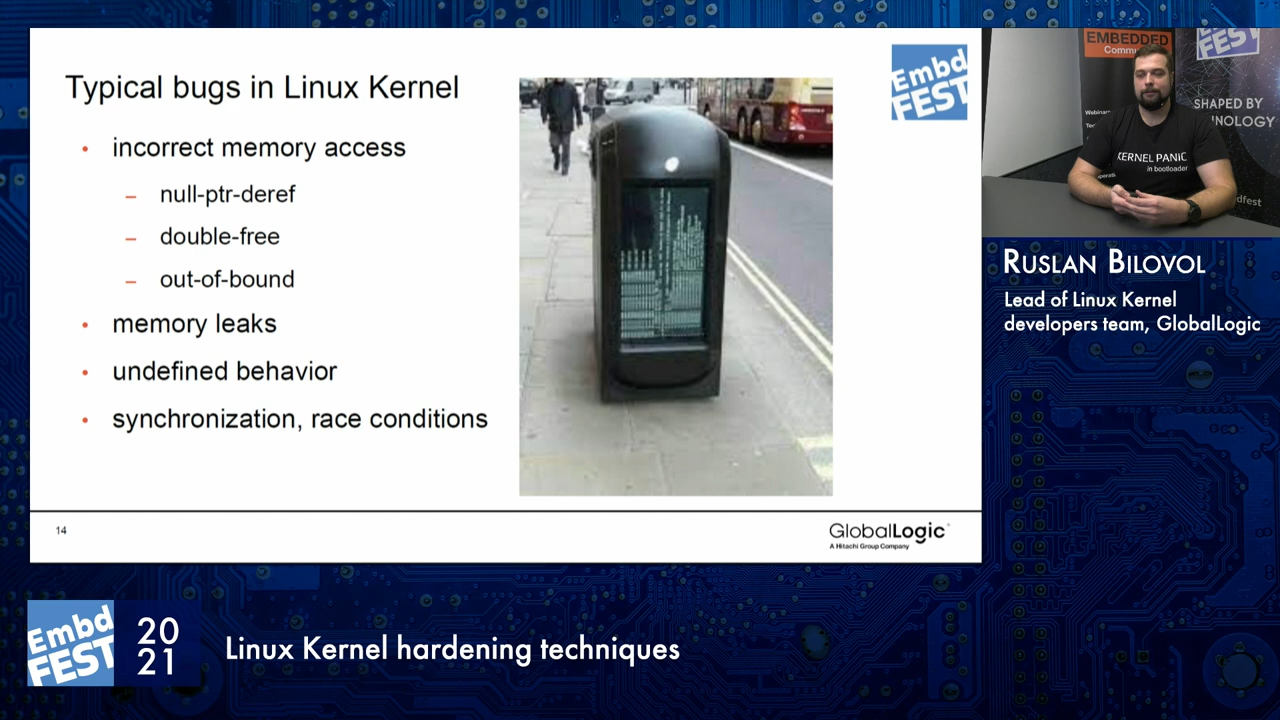 Typical bugs in Linux Kernel
• incorrect memory access
– null-ptr-deref
– double-free
– out-of-bound
• memory leaks
• undefined behavior
• synchronization, race conditions
14
GlobalLogic
A Hitachi Group Company
Embd
FEST
EMBEDDED
FEST
SHAPED BY
KERNEL PANIC
in bootloader
RUSLAN BILOVOL
Lead of Linux Kernel
developers team, GlobalLogic
Embd
FEST
20
21
Linux Kernel hardening techniques